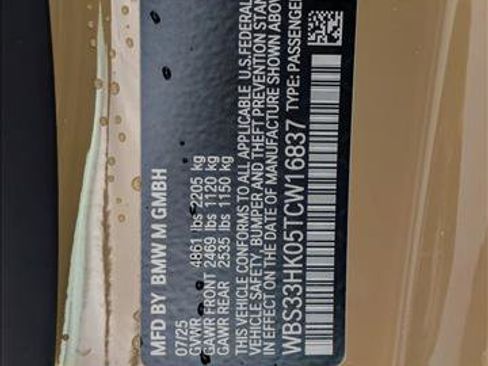 MFD BY BMW M GMBH
07/25
GVWR 4861 lbs 2205 kg
GAWR FRONT 2469 lbs 1120 kg
GAWR REAR 2535 lbs 1150 kg
THIS VEHICLE CONFORMS TO ALL APPLICABLE U.S.FEDERAL
VEHICLE SAFETY, BUMPER AND THEFT PREVENTION STAN
IN EFFECT ON THE DATE OF MANUFACTURE SHOWN ABOV
WBS33HK05TCW16837 TYPE: PASSENGE